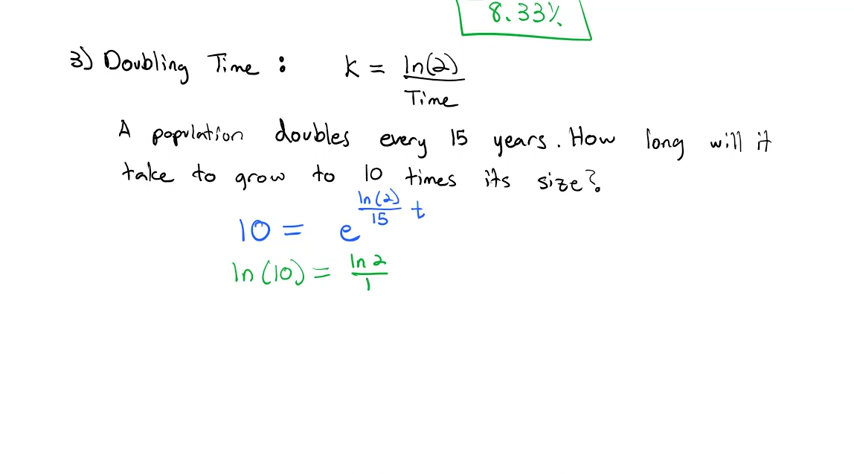 8.33%
3) Doubling Time : k = ln(2)/Time
A population doubles every 15 years. How long will it
take to grow to 10 times its size?
10 = e^(ln(2)/15 t)
ln(10) = ln 2/1